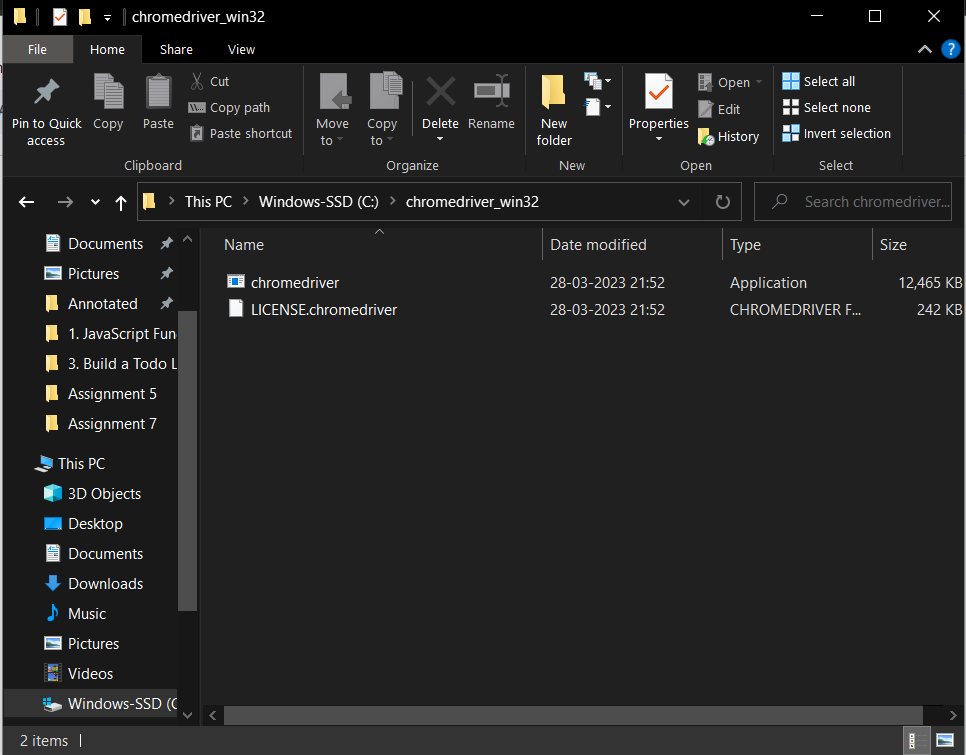 chromedriver_win32
File Home Share View
Pin to Quick access
Copy
Paste
Cut
Copy path
Paste shortcut
Clipboard
Move to
Copy to
Delete
Rename
Organize
New folder
New
Properties
Open
Edit
History
Open
Select all
Select none
Invert selection
Select
This PC Windows-SSD (C:) chromedriver_win32
Search chromedriver...
Documents
Pictures
Annotated
1. JavaScript Fun
3. Build a Todo L
Assignment 5
Assignment 7
This PC
3D Objects
Desktop
Documents
Downloads
Music
Pictures
Videos
Windows-SSD (C
Name Date modified Type Size
chromedriver 28-03-2023 21:52 Application 12,465 KB
LICENSE.chromedriver 28-03-2023 21:52 CHROMEDRIVER F... 242 KB
2 items